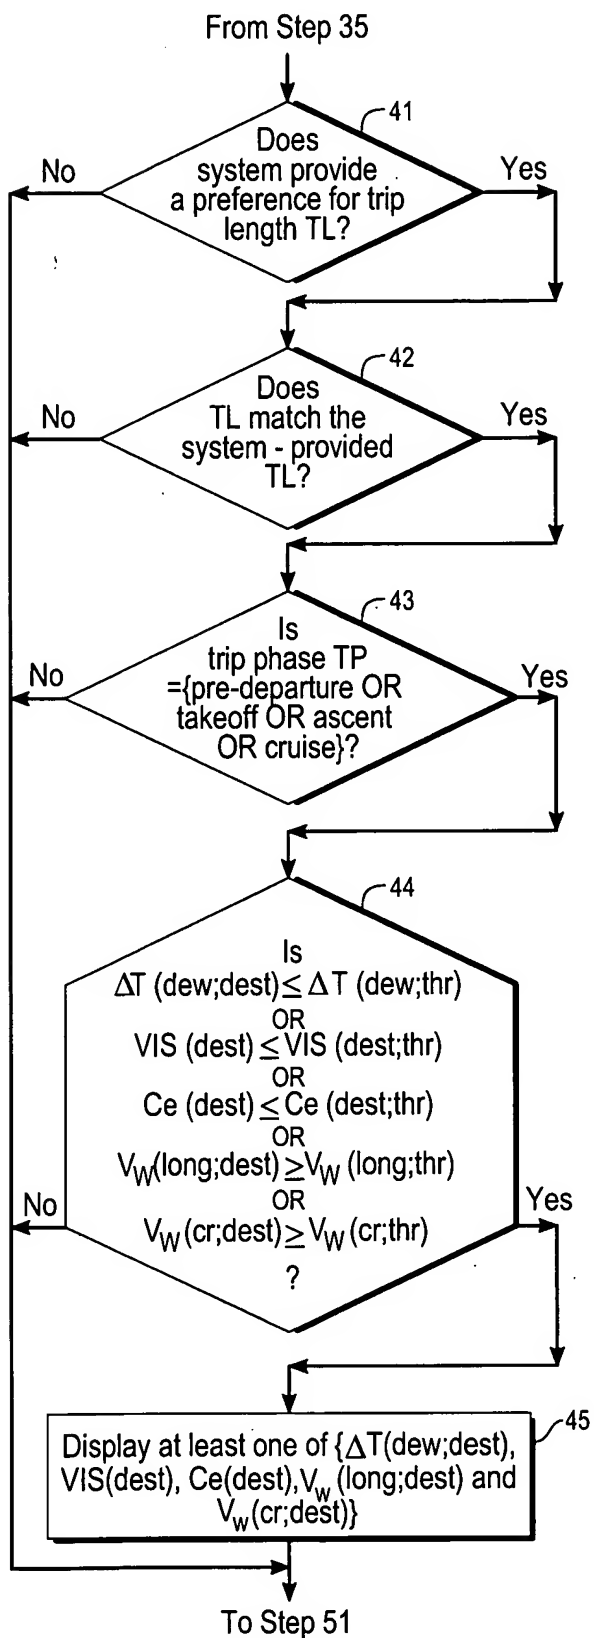 From Step 35
41
Does
system provide
a preference for trip
length TL?
No
Yes
42
Does
TL match the
system - provided
TL?
No
Yes
43
Is
trip phase TP
={pre-departure OR
takeoff OR ascent
OR cruise}?
No
Yes
44
Is
ΔT (dew;dest) ≤ ΔT (dew;thr)
OR
VIS (dest) ≤ VIS (dest;thr)
OR
Ce (dest) ≤ Ce (dest;thr)
OR
VW(long;dest) ≥ VW (long;thr)
OR
VW (cr;dest) ≥ VW (cr;thr)
?
No
Yes
45
Display at least one of {ΔT(dew;dest),
VIS(dest), Ce(dest),Vw (long;dest) and
Vw(cr;dest)}
To Step 51